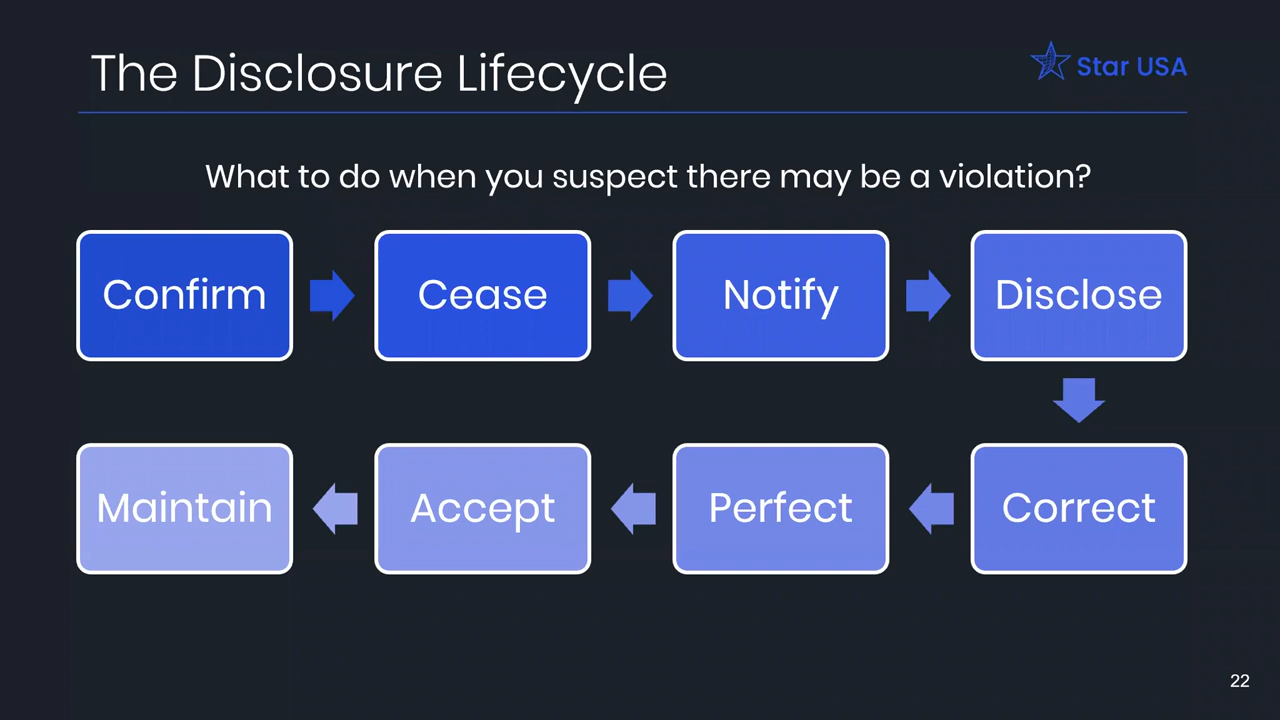 The Disclosure Lifecycle
Star USA
What to do when you suspect there may be a violation?
Confirm
Cease
Notify
Disclose
Correct
Perfect
Accept
Maintain
22